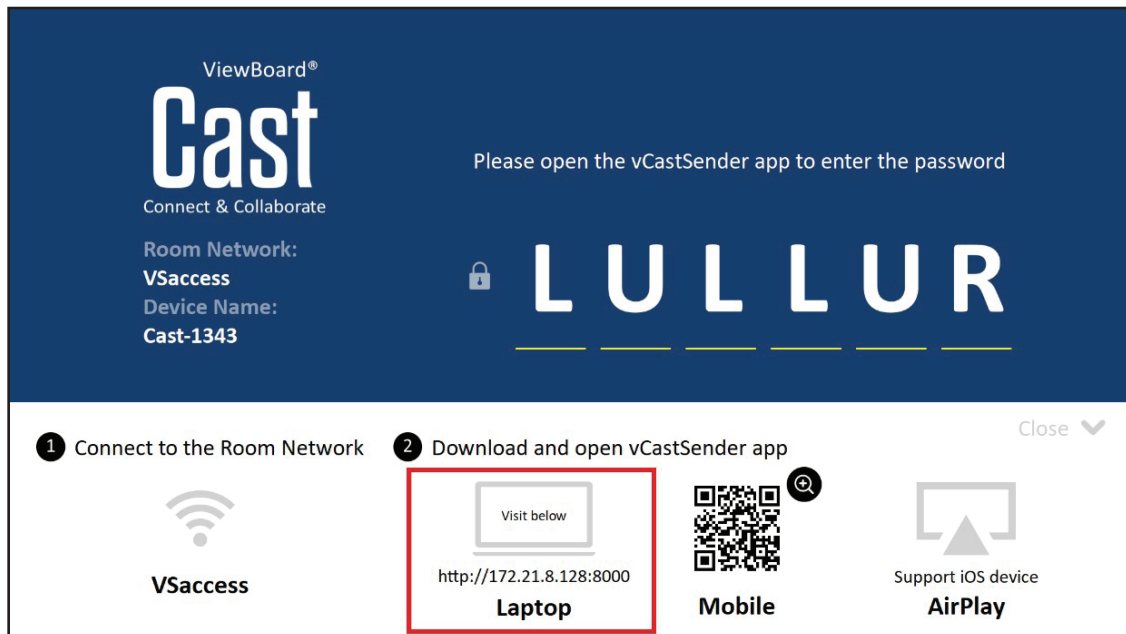 ViewBoard®
Cast
Connect & Collaborate
Room Network:
VSaccess
Device Name:
Cast-1343
Please open the vCastSender app to enter the password
L U L L U R
Close
1 Connect to the Room Network
VSaccess
2 Download and open vCastSender app
Visit below
http://172.21.8.128:8000
Laptop
Mobile
Support iOS device
AirPlay